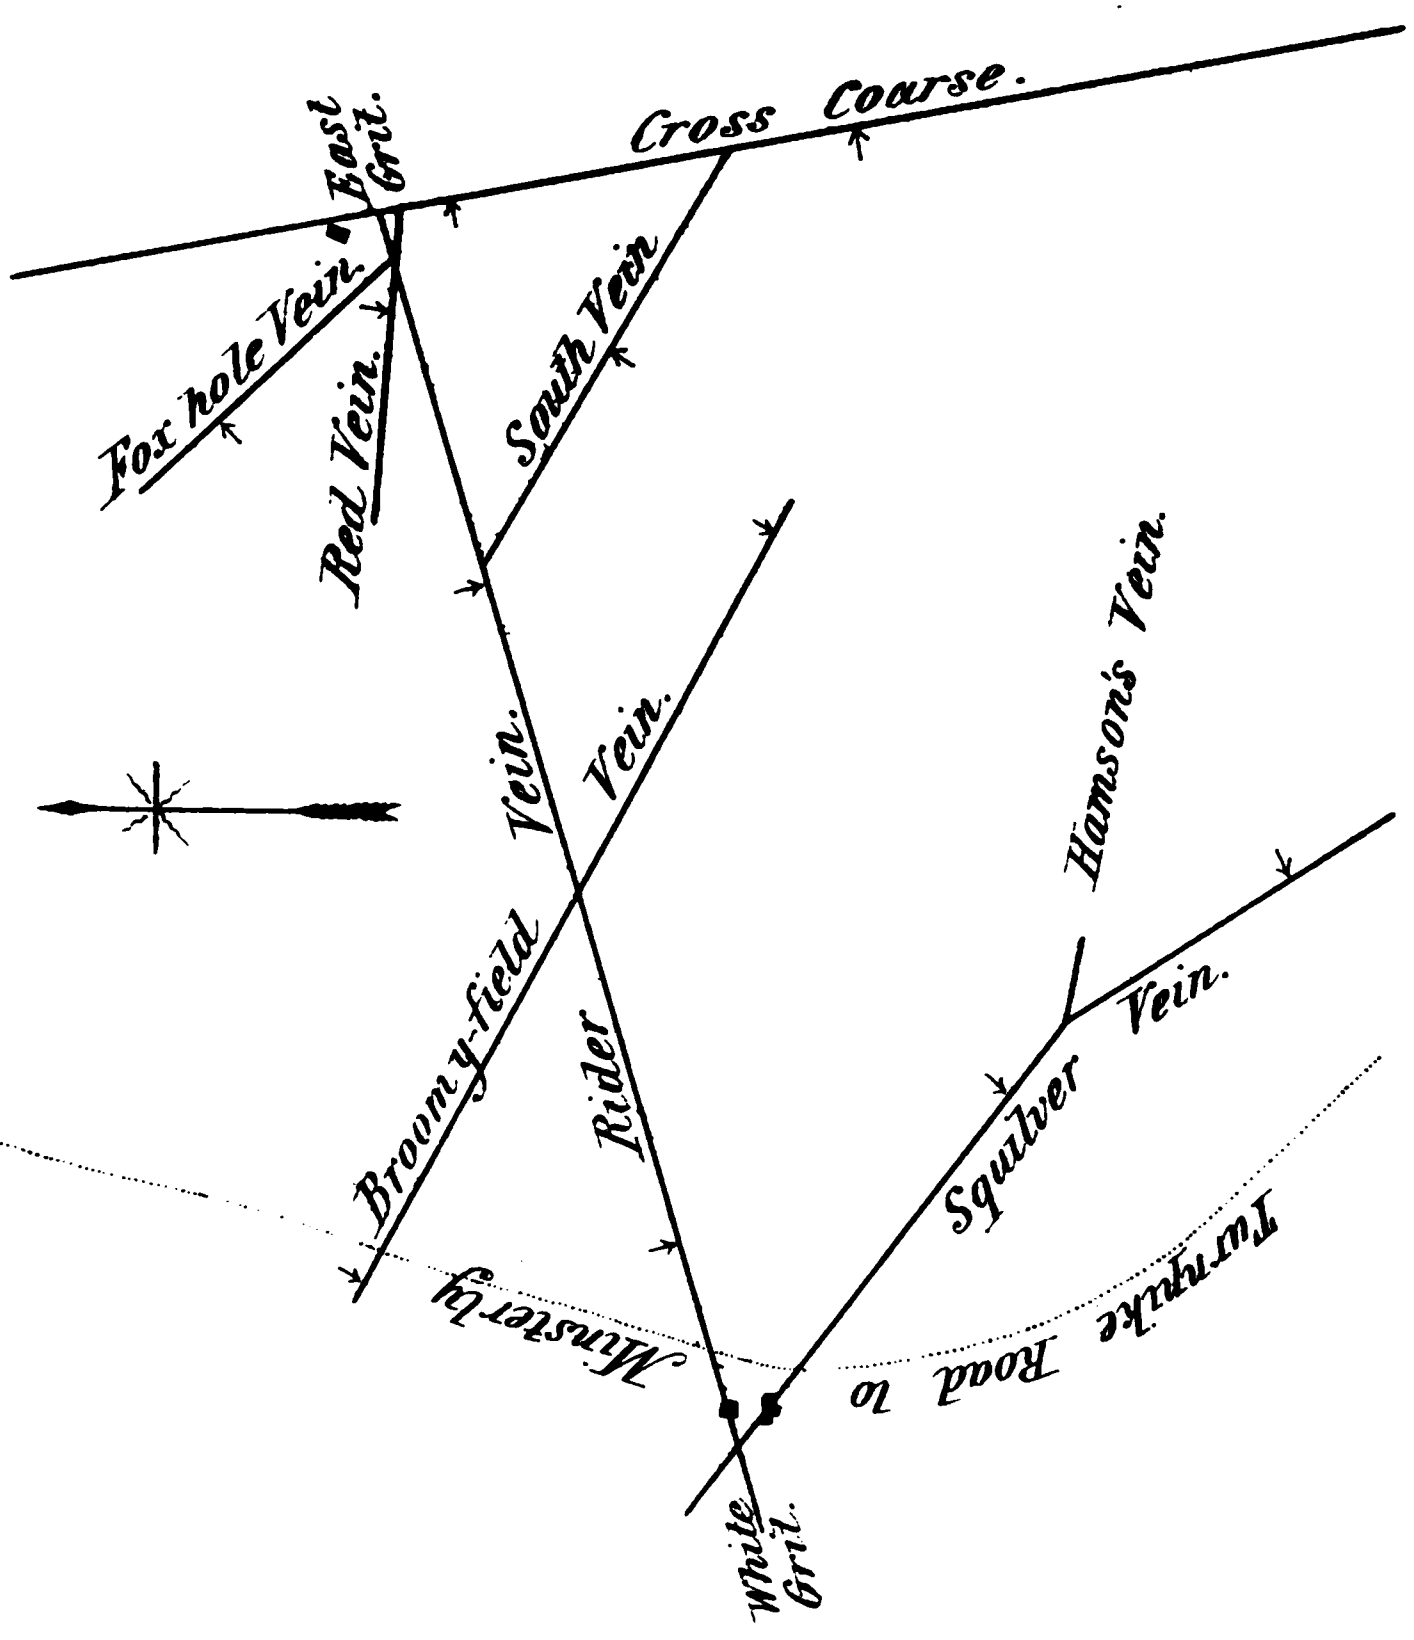 Cross Coarse.
East
Grit.
Fox hole Vein.
Red Vein.
South Vein
Rider Vein.
Broomy-field Vein.
Hamson's Vein.
Squilver Vein.
Turnpike Road to Minsterly
White
Grit.